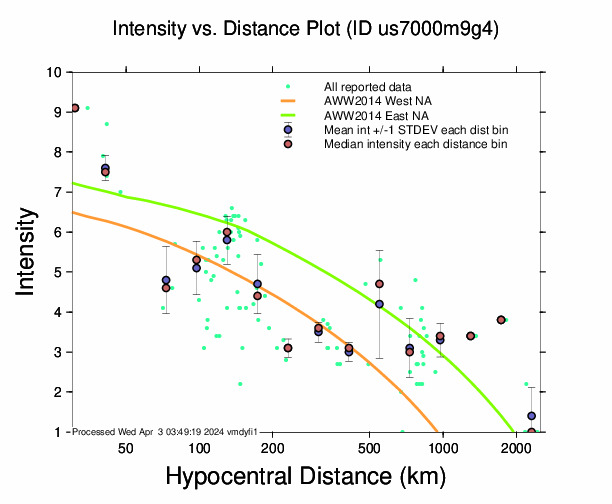 Intensity vs. Distance Plot (ID us7000m9g4)
10
9
8
7
6
5
4
3
2
1
Intensity
All reported data
AWW2014 West NA
AWW2014 East NA
Mean int +/-1 STDEV each dist bin
Median intensity each distance bin
Processed Wed Apr 3 03:49:19 2024 vmdyfi1
50 100 200 500 1000 2000
Hypocentral Distance (km)